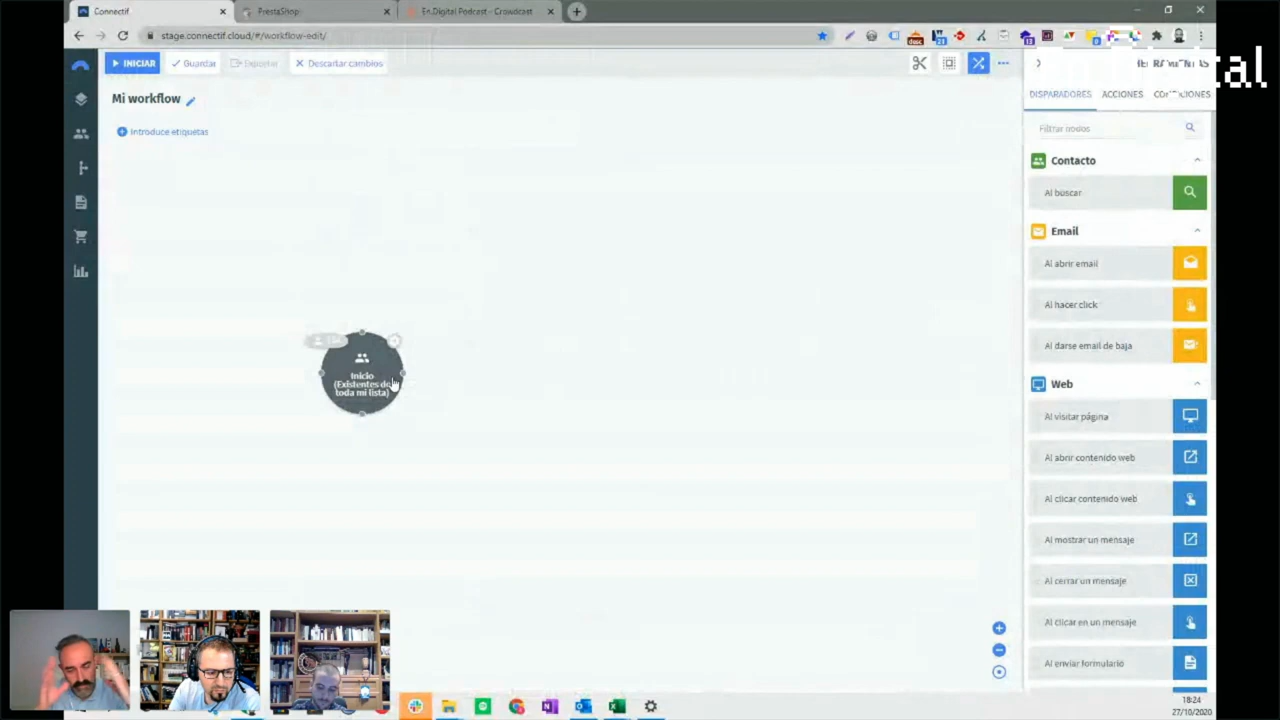 Connectif
PrestaShop
En.Digital Podcast - Crowdcast
stage.connectif.cloud/#/workflow-edit/
INICIAR
Guardar
Exportar
Descartar cambios
ital
Mi workflow
DISPARADORES
ACCIONES
Introduce etiquetas
Filtrar nodos
Contacto
Al buscar
Email
Al abrir email
Al hacer click
Al darse email de baja
Inicio
(Existentes de
toda mi lista)
Web
Al visitar página
Al abrir contenido web
Al clicar contenido web
Al mostrar un mensaje
Al cerrar un mensaje
Al clicar en un mensaje
Al enviar formulario
18:24
27/10/2020